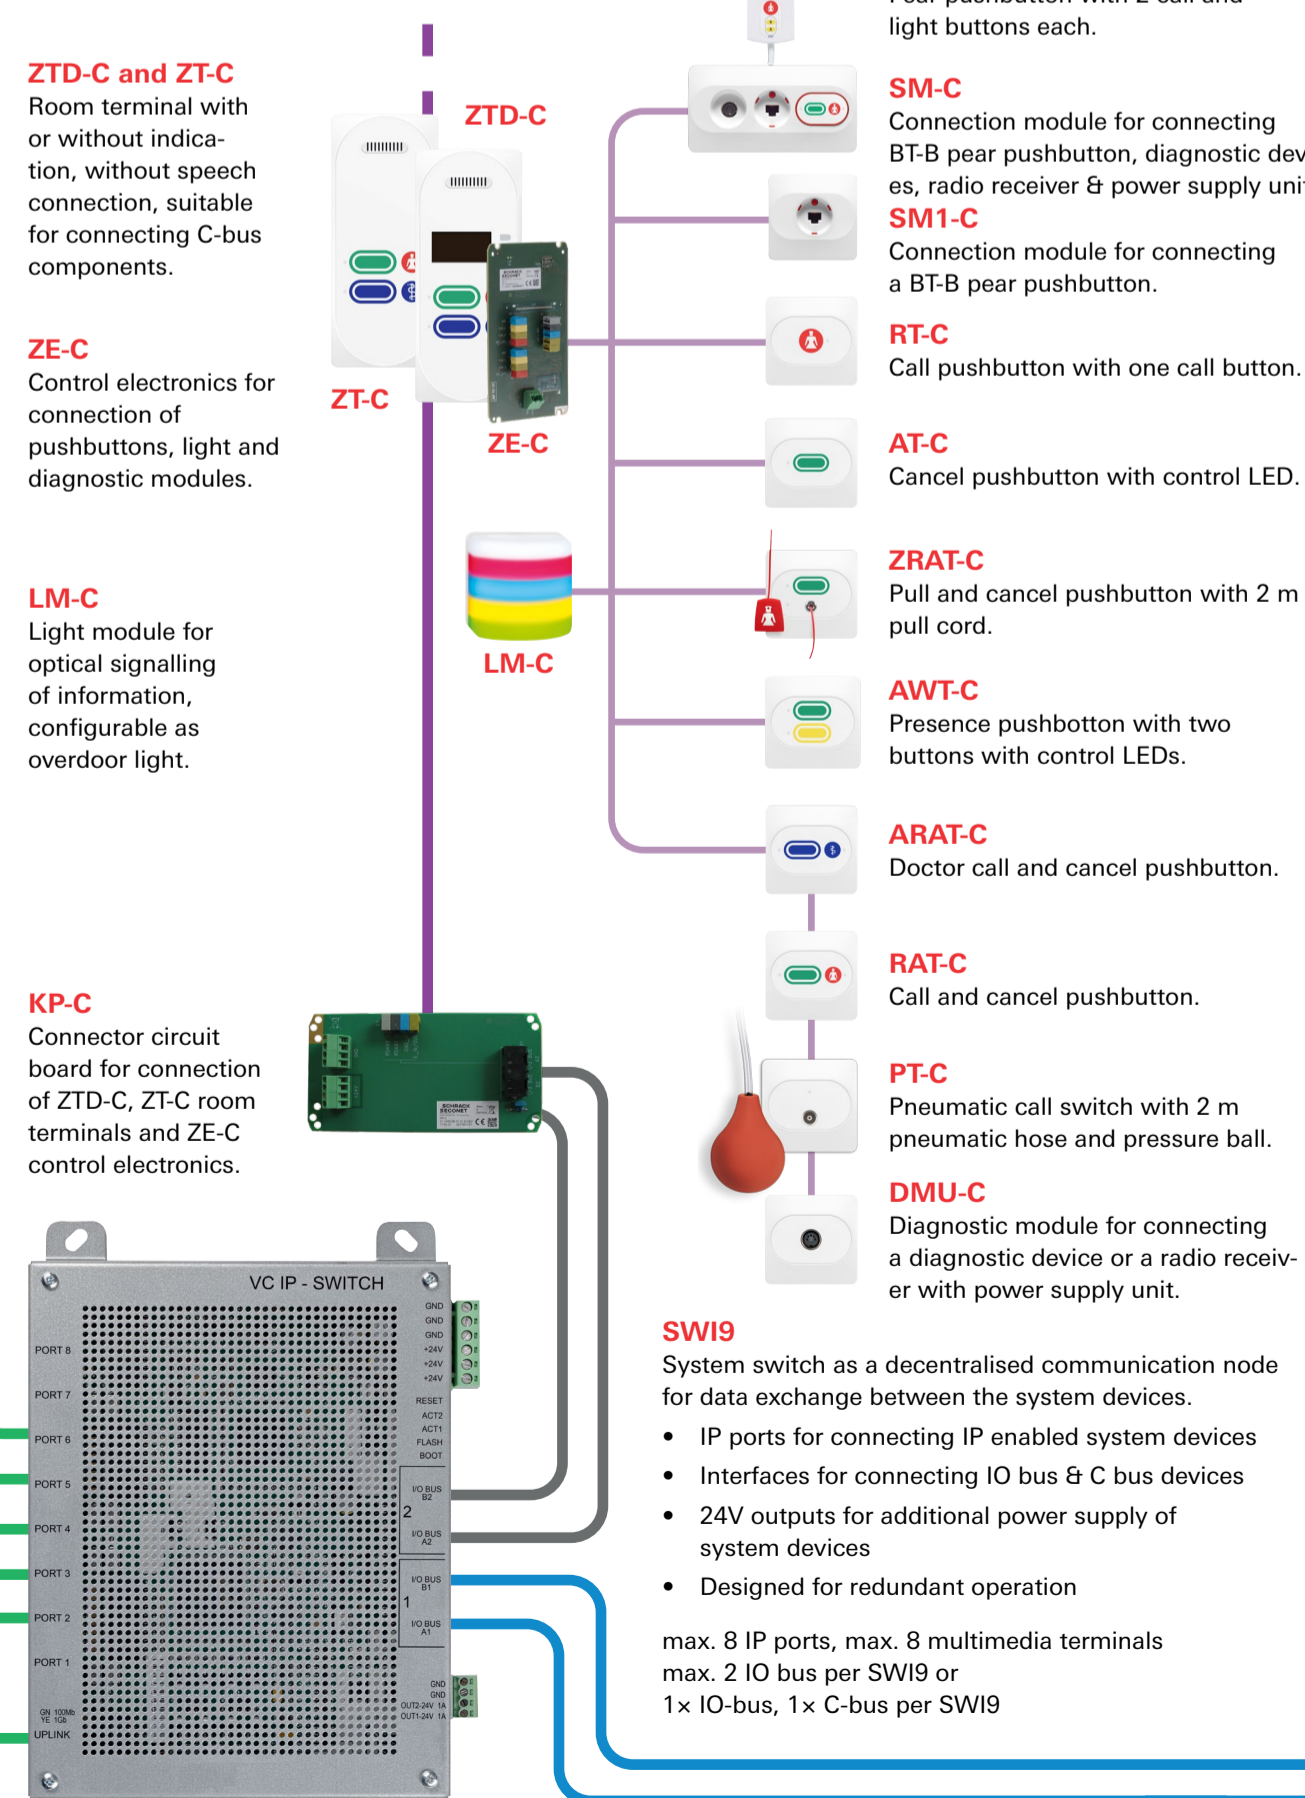 light buttons each.
ZTD-C and ZT-C
Room terminal with
or without indica-
tion, without speech
connection, suitable
for connecting C-bus
components.
ZTD-C
ZT-C
ZE-C
ZE-C
Control electronics for
connection of
pushbuttons, light and
diagnostic modules.
LM-C
Light module for
optical signalling
of information,
configurable as
overdoor light.
LM-C
SM-C
Connection module for connecting
BT-B pear pushbutton, diagnostic dev
es, radio receiver & power supply unit
SM1-C
Connection module for connecting
a BT-B pear pushbutton.
RT-C
Call pushbutton with one call button.
AT-C
Cancel pushbutton with control LED.
ZRAT-C
Pull and cancel pushbutton with 2 m
pull cord.
AWT-C
Presence pushbotton with two
buttons with control LEDs.
ARAT-C
Doctor call and cancel pushbutton.
RAT-C
Call and cancel pushbutton.
PT-C
Pneumatic call switch with 2 m
pneumatic hose and pressure ball.
DMU-C
Diagnostic module for connecting
a diagnostic device or a radio receiv-
er with power supply unit.
KP-C
Connector circuit
board for connection
of ZTD-C, ZT-C room
terminals and ZE-C
control electronics.
SCHRACK
SECONET
VC IP - SWITCH
PORT 8
PORT 7
PORT 6
PORT 5
PORT 4
PORT 3
PORT 2
PORT 1
GN 100Mb
YE 1Gb
UPLINK
GND
GND
GND
+24V
+24V
+24V
RESET
ACT2
ACT1
FLASH
BOOT
I/O BUS
B2
2
I/O BUS
A2
I/O BUS
B1
1
I/O BUS
A1
GND
GND
OUT2-24V 1A
OUT1-24V 1A
SWI9
System switch as a decentralised communication node
for data exchange between the system devices.
• IP ports for connecting IP enabled system devices
• Interfaces for connecting IO bus & C bus devices
• 24V outputs for additional power supply of
system devices
• Designed for redundant operation
max. 8 IP ports, max. 8 multimedia terminals
max. 2 IO bus per SWI9 or
1× IO-bus, 1× C-bus per SWI9